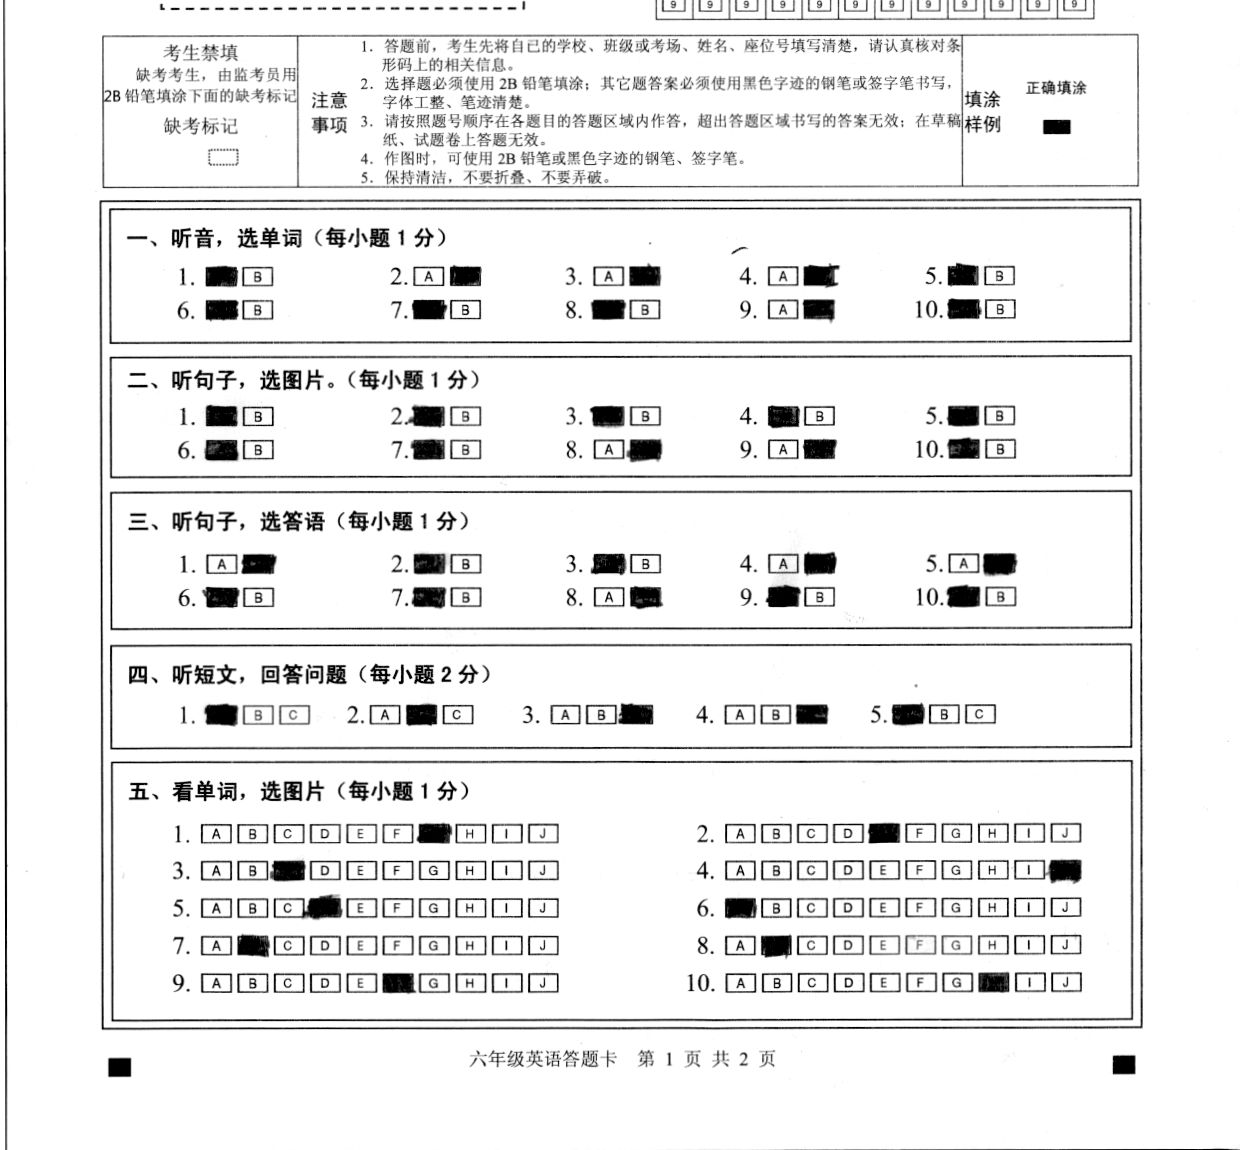 9 9 9 9 9 9 9 9 9 9 9 9
考生禁填
缺考考生，由监考员用
2B 铅笔填涂下面的缺考标记
缺考标记
注意
事项
1. 答题前，考生先将自己的学校、班级或考场、姓名、座位号填写清楚，请认真核对条
形码上的相关信息。
2. 选择题必须使用 2B 铅笔填涂；其它题答案必须使用黑色字迹的钢笔或签字笔书写，
字体工整、笔迹清楚。
3. 请按照题号顺序在各题目的答题区域内作答，超出答题区域书写的答案无效；在草稿
纸、试题卷上答题无效。
4. 作图时，可使用 2B 铅笔或黑色字迹的钢笔、签字笔。
5. 保持清洁，不要折叠、不要弄破。
填涂
样例
正确填涂
一、听音，选单词（每小题 1 分）
1. B 2. A 3. A 4. A 5. B
6. B 7. B 8. B 9. A 10. B
二、听句子，选图片。（每小题 1 分）
1. B 2. B 3. B 4. B 5. B
6. B 7. B 8. A 9. A 10. B
三、听句子，选答语（每小题 1 分）
1. A 2. B 3. B 4. A 5. A
6. B 7. B 8. A 9. B 10. B
四、听短文，回答问题（每小题 2 分）
1. B C 2. A C 3. A B 4. A B 5. B C
五、看单词，选图片（每小题 1 分）
1. A B C D E F H I J 2. A B C D F G H I J
3. A B D E F G H I J 4. A B C D E F G H I
5. A B C E F G H I J 6. B C D E F G H I J
7. A C D E F G H I J 8. A C D E F G H I J
9. A B C D E G H I J 10. A B C D E F G I J
六年级英语答题卡 第 1 页 共 2 页